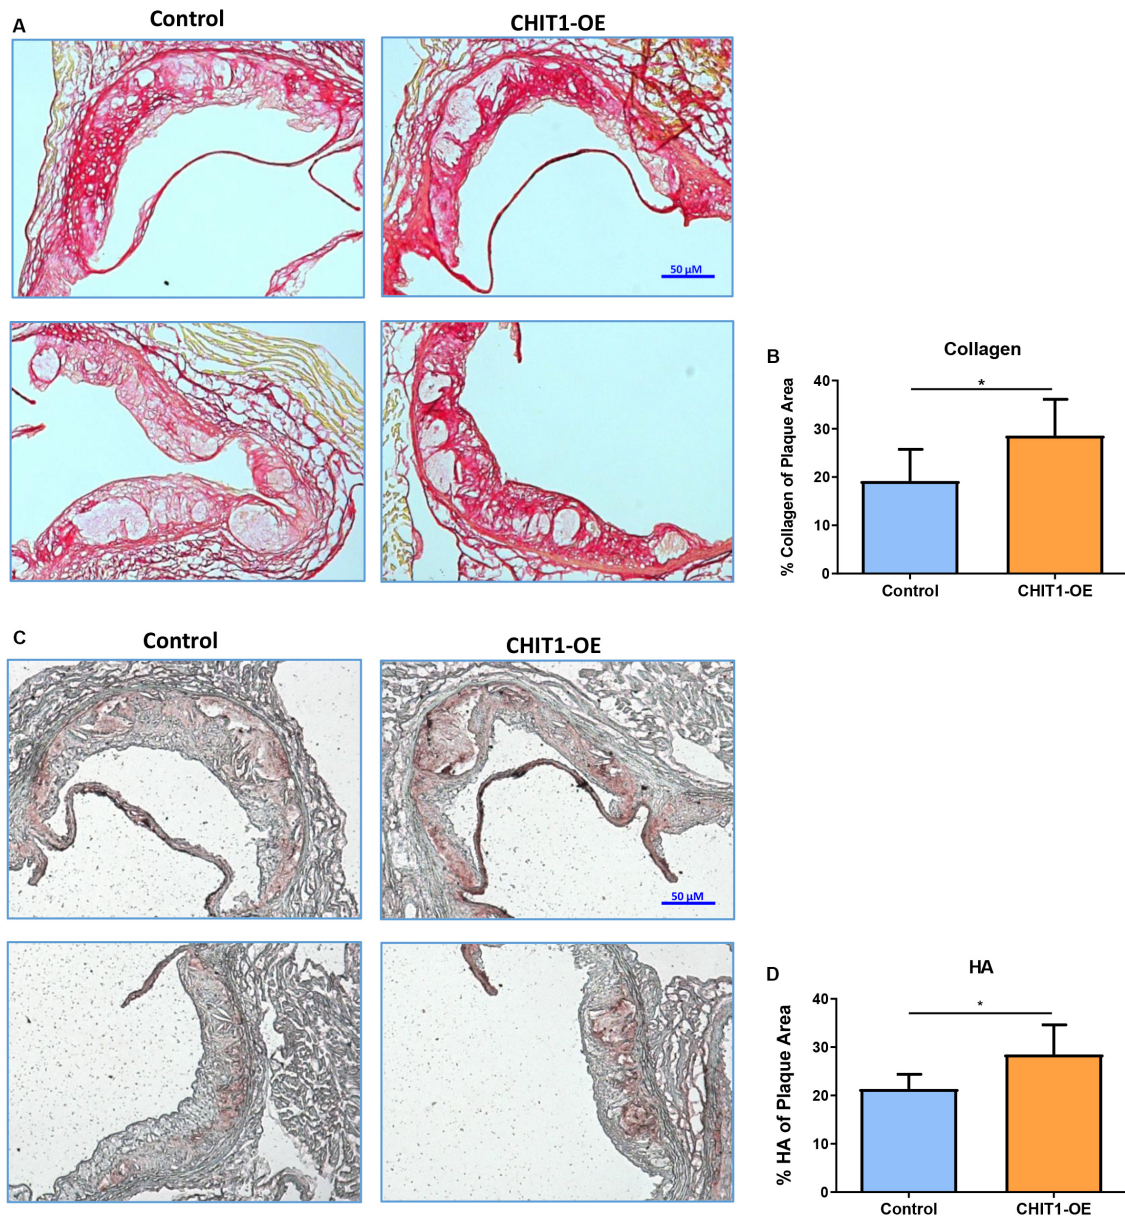 A
Control
CHIT1-OE
50 µM
B
Collagen
% Collagen of Plaque Area
40
30
20
10
0
*
Control
CHIT1-OE
C
Control
CHIT1-OE
50 µM
D
HA
% HA of Plaque Area
40
30
20
10
0
*
Control
CHIT1-OE